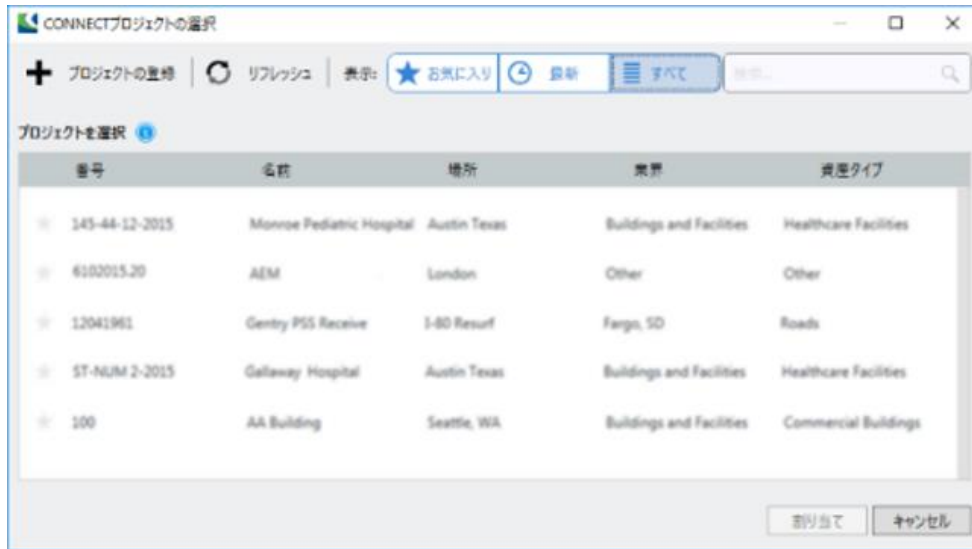 CONNECTプロジェクトの選択
プロジェクトの登録 リフレッシュ 表示: お気に入り 最新 すべて 検索...
プロジェクトを選択
番号 名前 場所 業界 資産タイプ
145-44-12-2015 Monroe Pediatric Hospital Austin Texas Buildings and Facilities Healthcare Facilities
6102015.20 AEM London Other Other
12041961 Gentry PSS Receive I-80 Resurf Fargo, SD Roads
ST-NUM 2-2015 Gallaway Hospital Austin Texas Buildings and Facilities Healthcare Facilities
100 AA Building Seattle, WA Buildings and Facilities Commercial Buildings
割り当て キャンセル